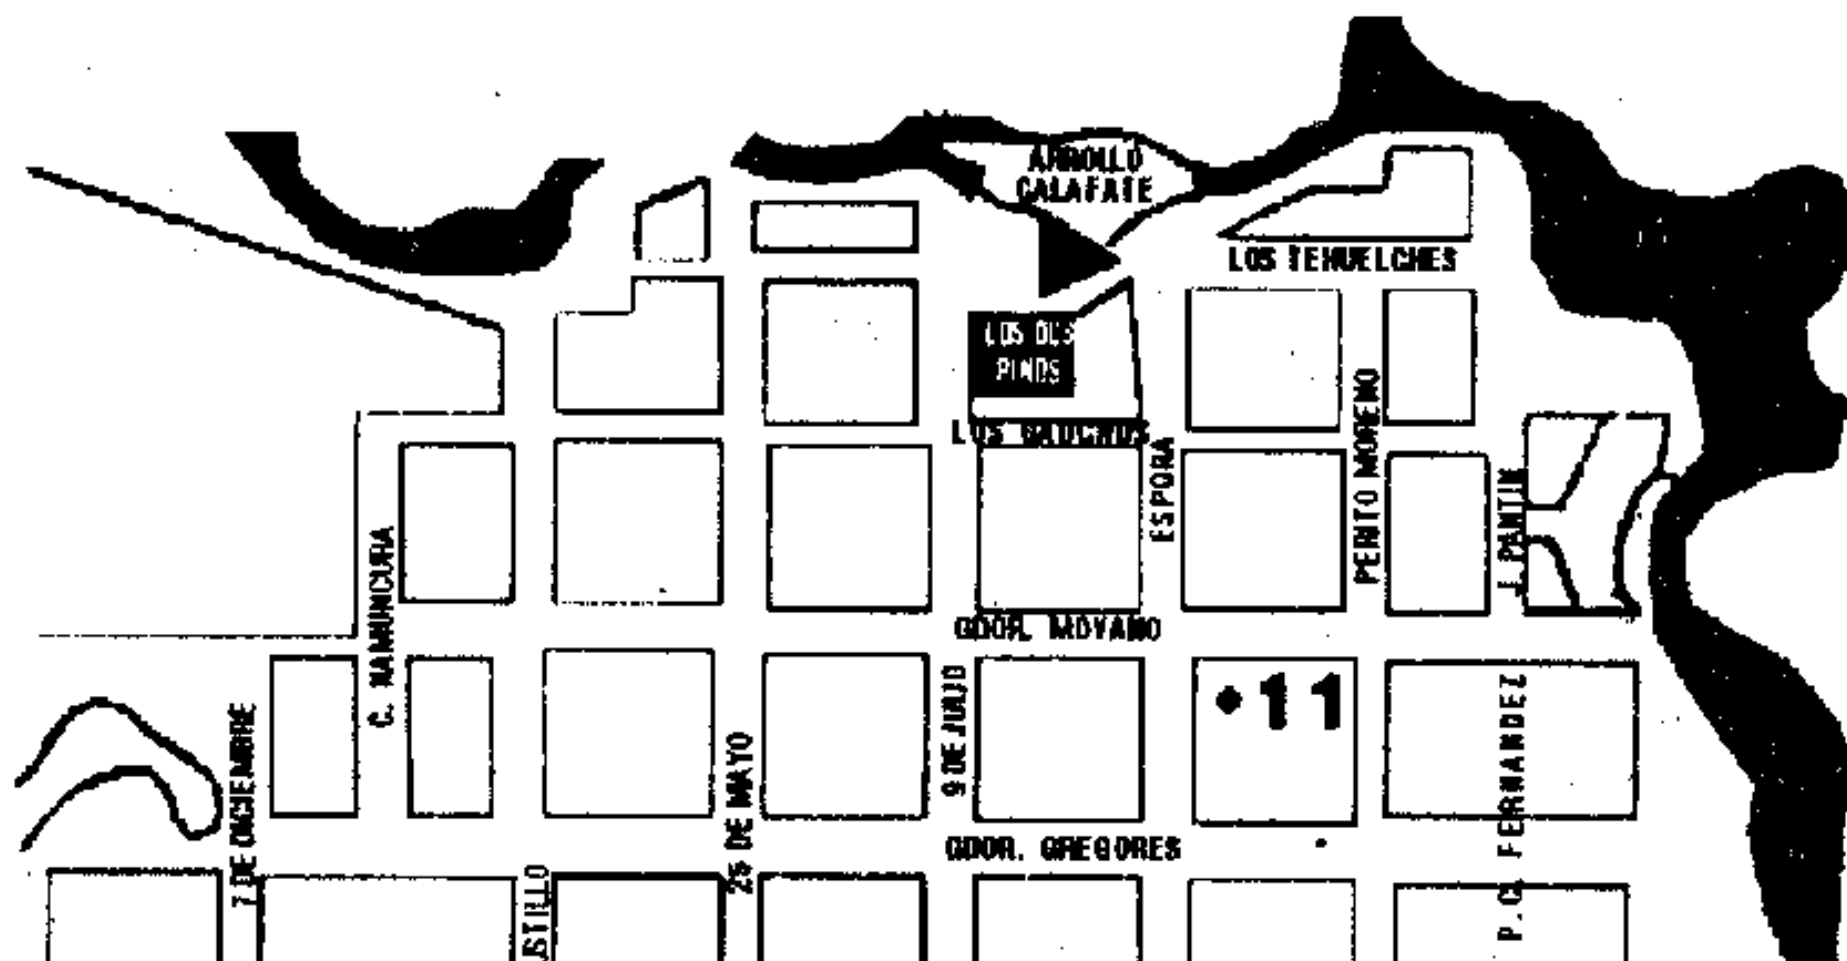 ARROLLO
CALAFATE
LOS TEHUELCHES
LOS DOS
PINOS
LOS GAUCHOS
ESPORA
PERITO MORENO
J. PANTIN
C. NAMUNCURA
GDOR. MOYANO
•11
7 DE DICIEMBRE
25 DE MAYO
9 DE JULIO
P.C. FERNANDEZ
GDOR. GREGORES